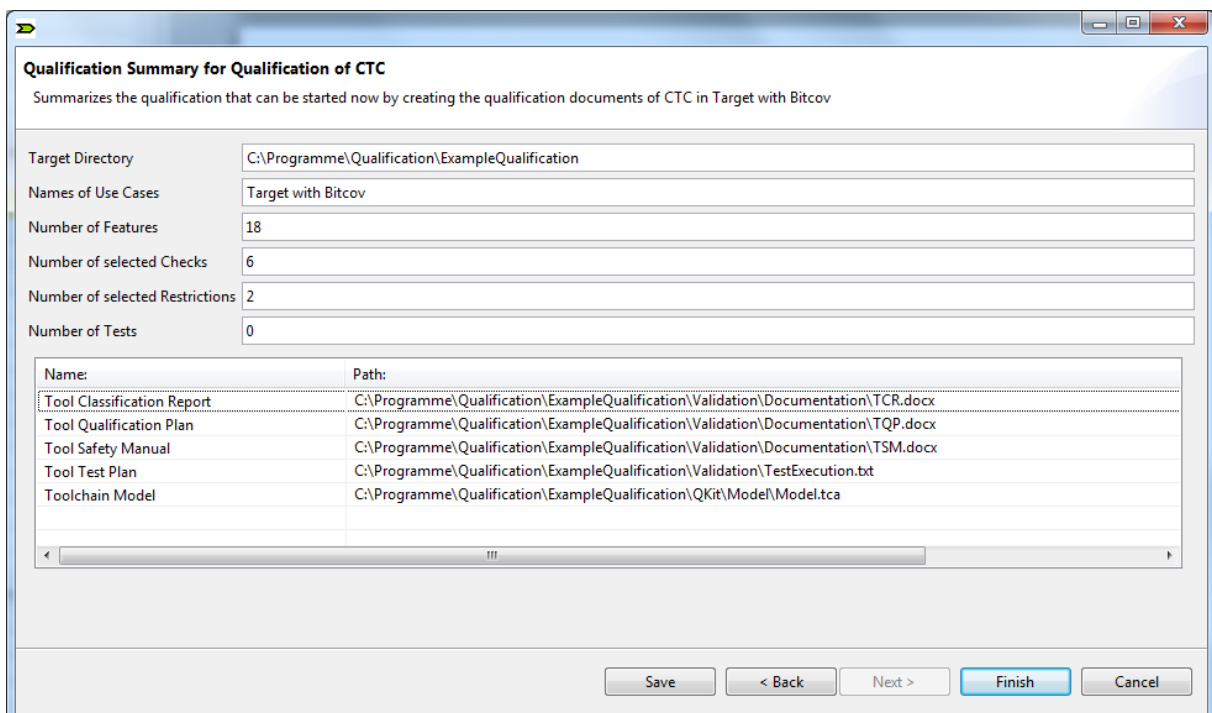 Qualification Summary for Qualification of CTC
Summarizes the qualification that can be started now by creating the qualification documents of CTC in Target with Bitcov
Target Directory C:\Programme\Qualification\ExampleQualification
Names of Use Cases Target with Bitcov
Number of Features 18
Number of selected Checks 6
Number of selected Restrictions 2
Number of Tests 0
Name: Path:
Tool Classification Report C:\Programme\Qualification\ExampleQualification\Validation\Documentation\TCR.docx
Tool Qualification Plan C:\Programme\Qualification\ExampleQualification\Validation\Documentation\TQP.docx
Tool Safety Manual C:\Programme\Qualification\ExampleQualification\Validation\Documentation\TSM.docx
Tool Test Plan C:\Programme\Qualification\ExampleQualification\Validation\TestExecution.txt
Toolchain Model C:\Programme\Qualification\ExampleQualification\QKit\Model\Model.tca
Save < Back Next > Finish Cancel